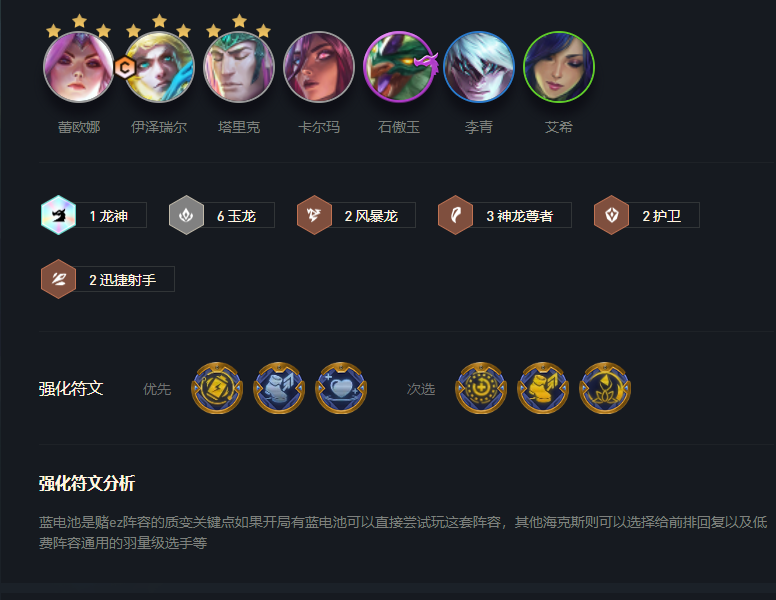 蕾欧娜 伊泽瑞尔 塔里克 卡尔玛 石傲玉 李青 艾希
1 龙神 6 玉龙 2 风暴龙 3 神龙尊者 2 护卫
2 迅捷射手
强化符文 优先 次选
强化符文分析
蓝电池是赌ez阵容的质变关键点如果开局有蓝电池可以直接尝试玩这套阵容，其他海克斯则可以选择给前排回复以及低
费阵容通用的羽量级选手等